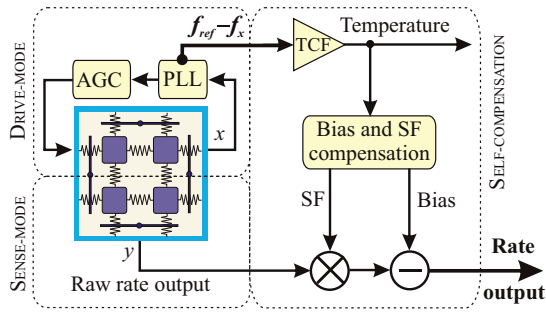 f_ref–f_x
TCF
Temperature
DRIVE-MODE
AGC
PLL
x
Bias and SF
compensation
SELF-COMPENSATION
SF
Bias
SENSE-MODE
y
Raw rate output
Rate
output